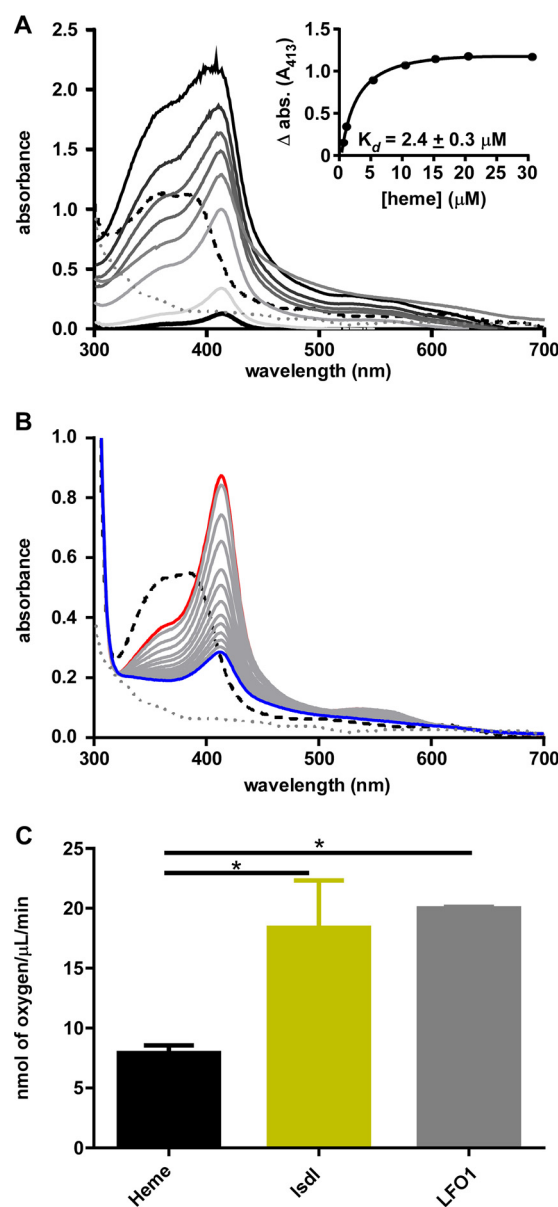 A
2.5
2.0
1.5
1.0
0.5
0.0
absorbance
300 400 500 600 700
wavelength (nm)
1.5
1.0
0.5
0.0
Δ abs. (A413)
Kd = 2.4 ± 0.3 μM
0 5 10 15 20 25 30
[heme] (μM)
B
1.0
0.8
0.6
0.4
0.2
0.0
absorbance
300 400 500 600 700
wavelength (nm)
C
25
20
15
10
5
0
nmol of oxygen/μL/min
*
*
Heme IsdI LFO1